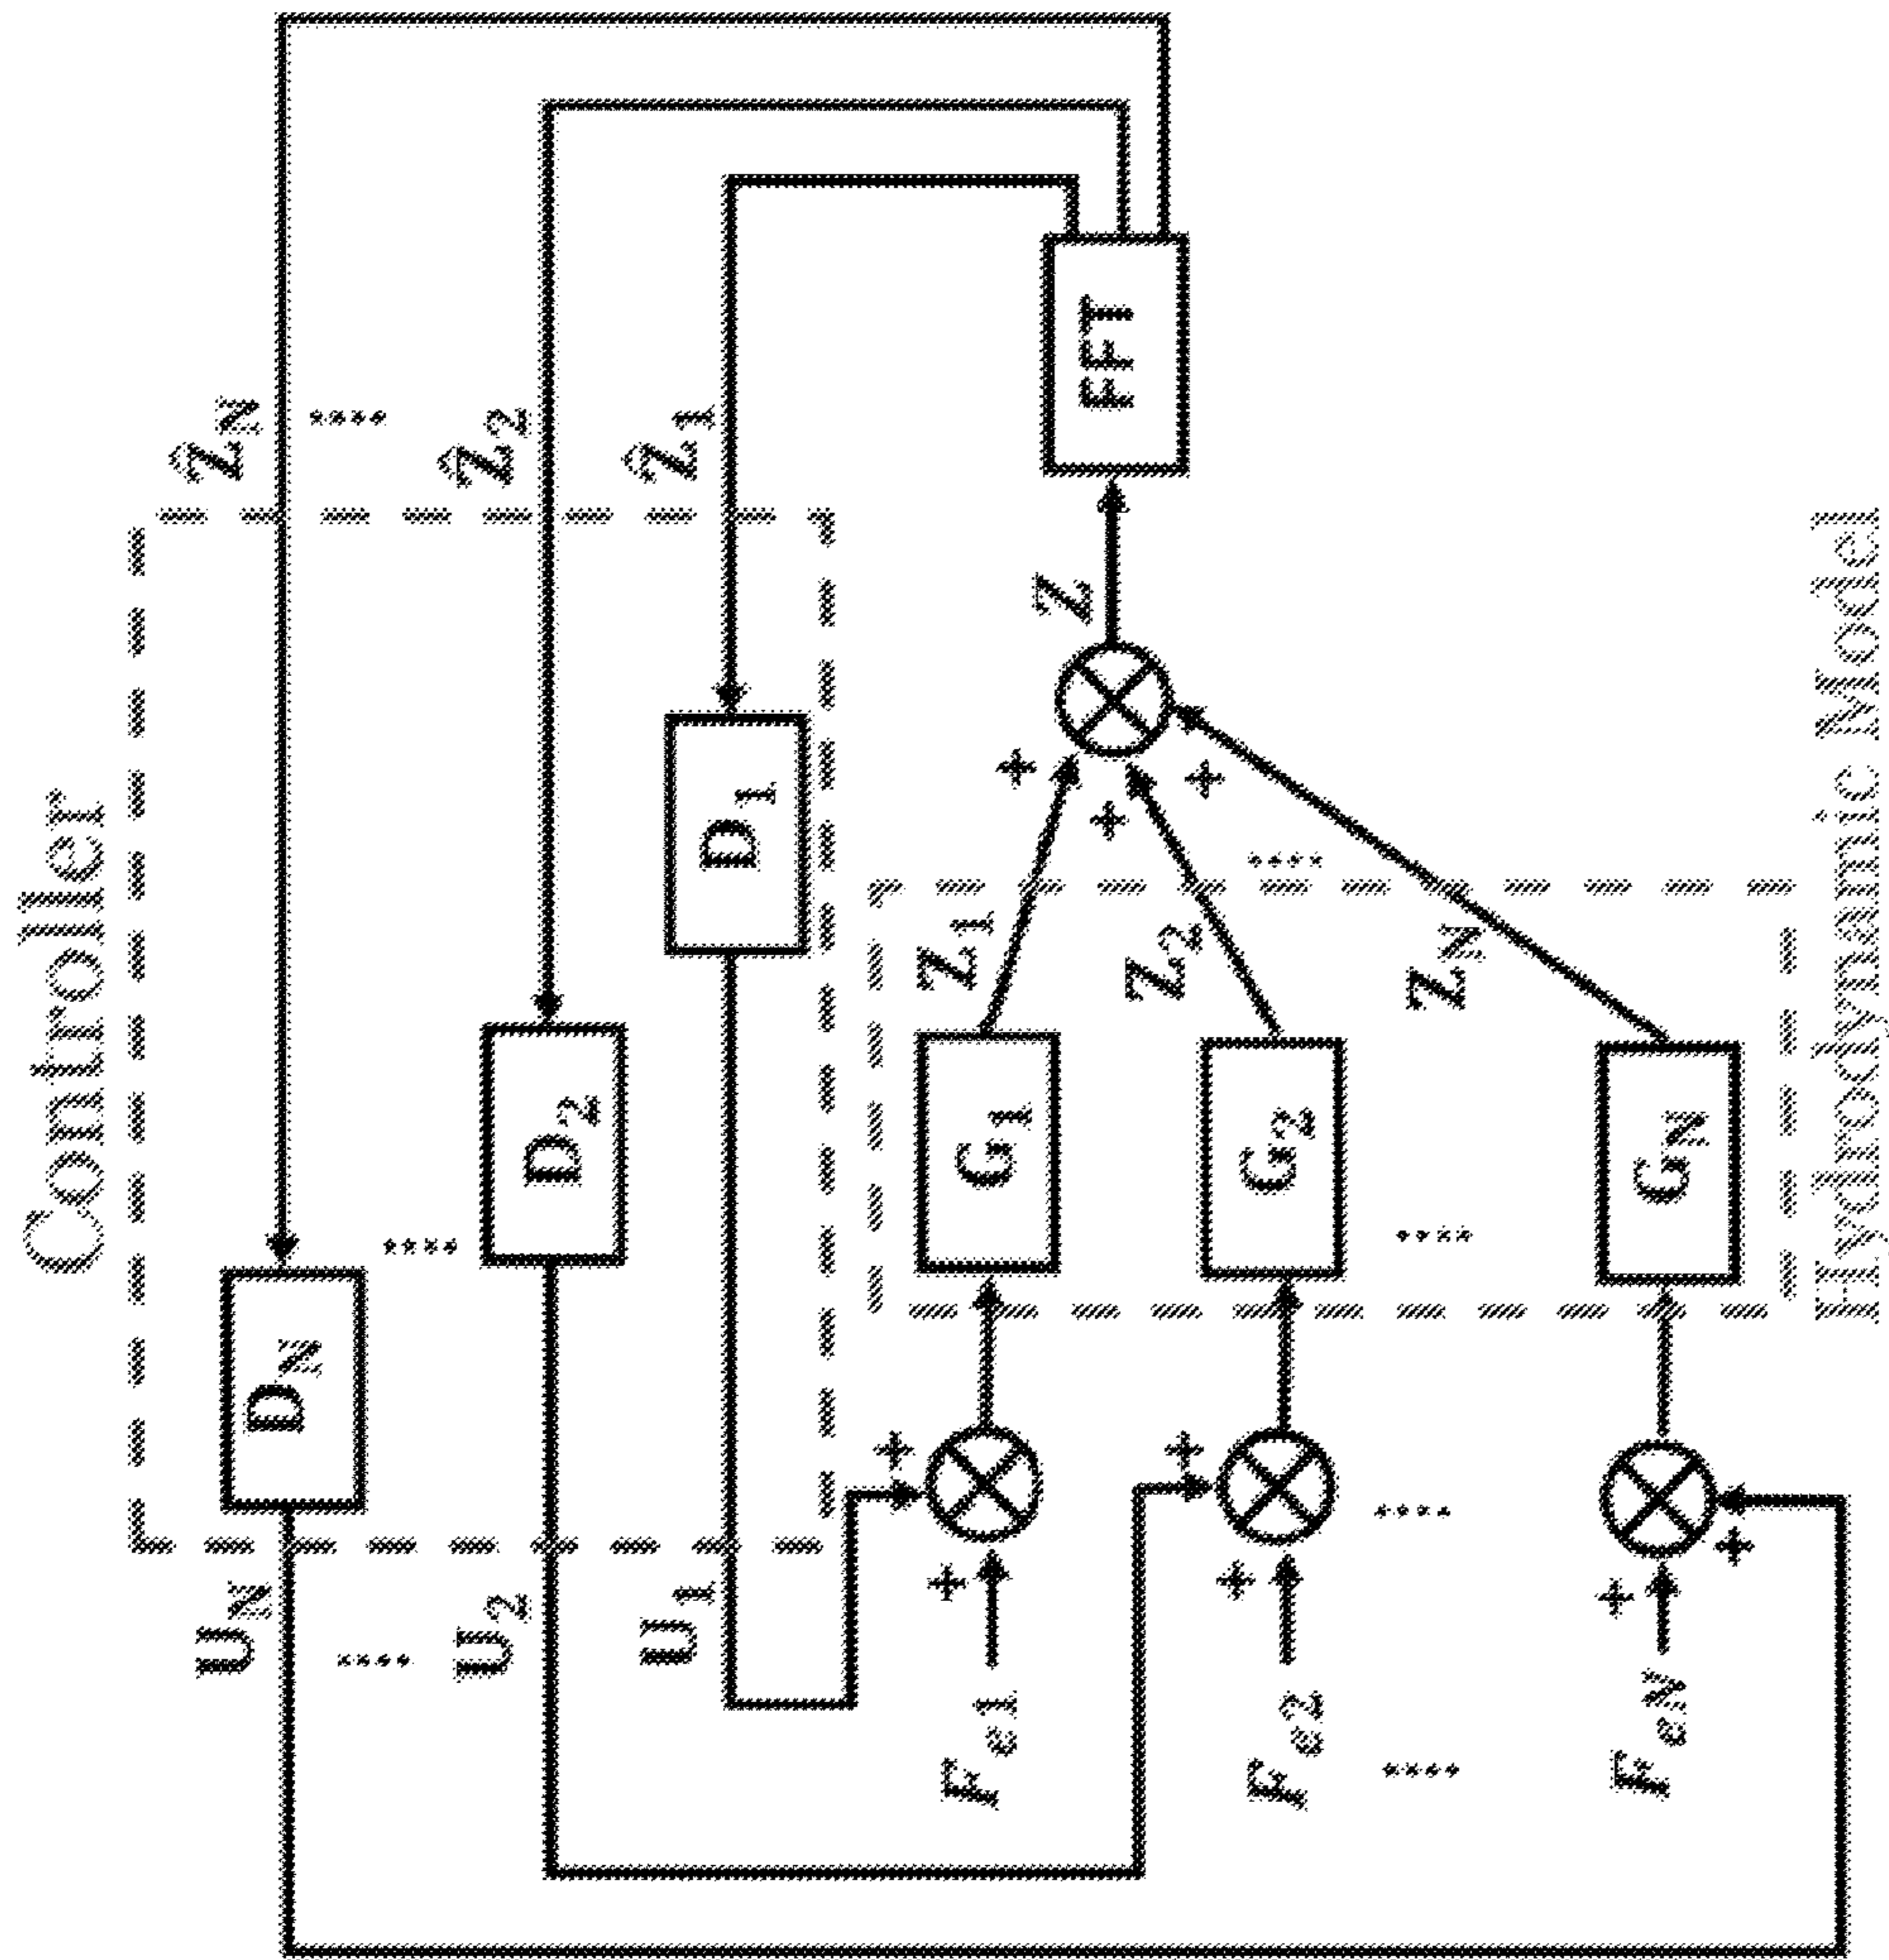 Controller
U_N D_N Ẑ_N
.... .... ....
U_2 D_2 Ẑ_2
U_1 D_1 Ẑ_1
+ +
F_e1 G_1 Z_1 + Z FFT
+ + +
F_e2 G_2 Z_2 +
.... .... .... ....
+ +
F_eN G_N Z_N
Hydrodynamic Model